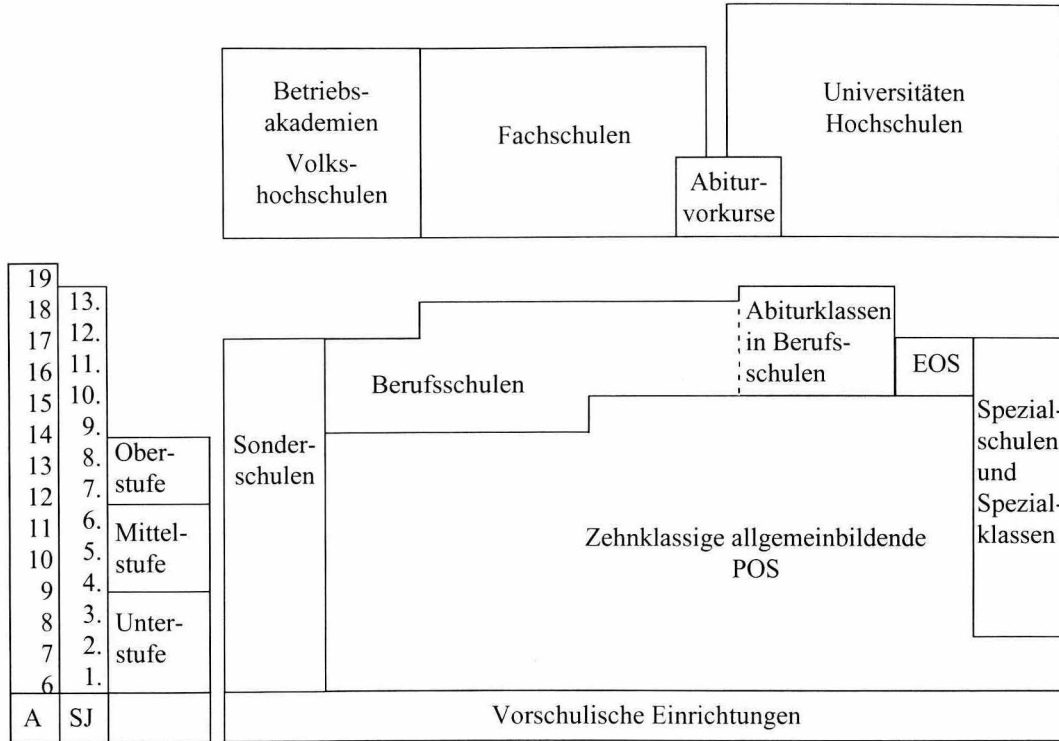 Betriebs-
akademien
Volks-
hochschulen
Fachschulen
Abitur-
vorkurse
Universitäten
Hochschulen
19
18
17
16
15
14
13
12
11
10
9
8
7
6
A
13.
12.
11.
10.
9.
8.
7.
6.
5.
4.
3.
2.
1.
SJ
Ober-
stufe
Mittel-
stufe
Unter-
stufe
Sonder-
schulen
Berufsschulen
Abiturklassen
in Berufs-
schulen
EOS
Spezial-
schulen
und
Spezial-
klassen
Zehnklassige allgemeinbildende
POS
Vorschulische Einrichtungen